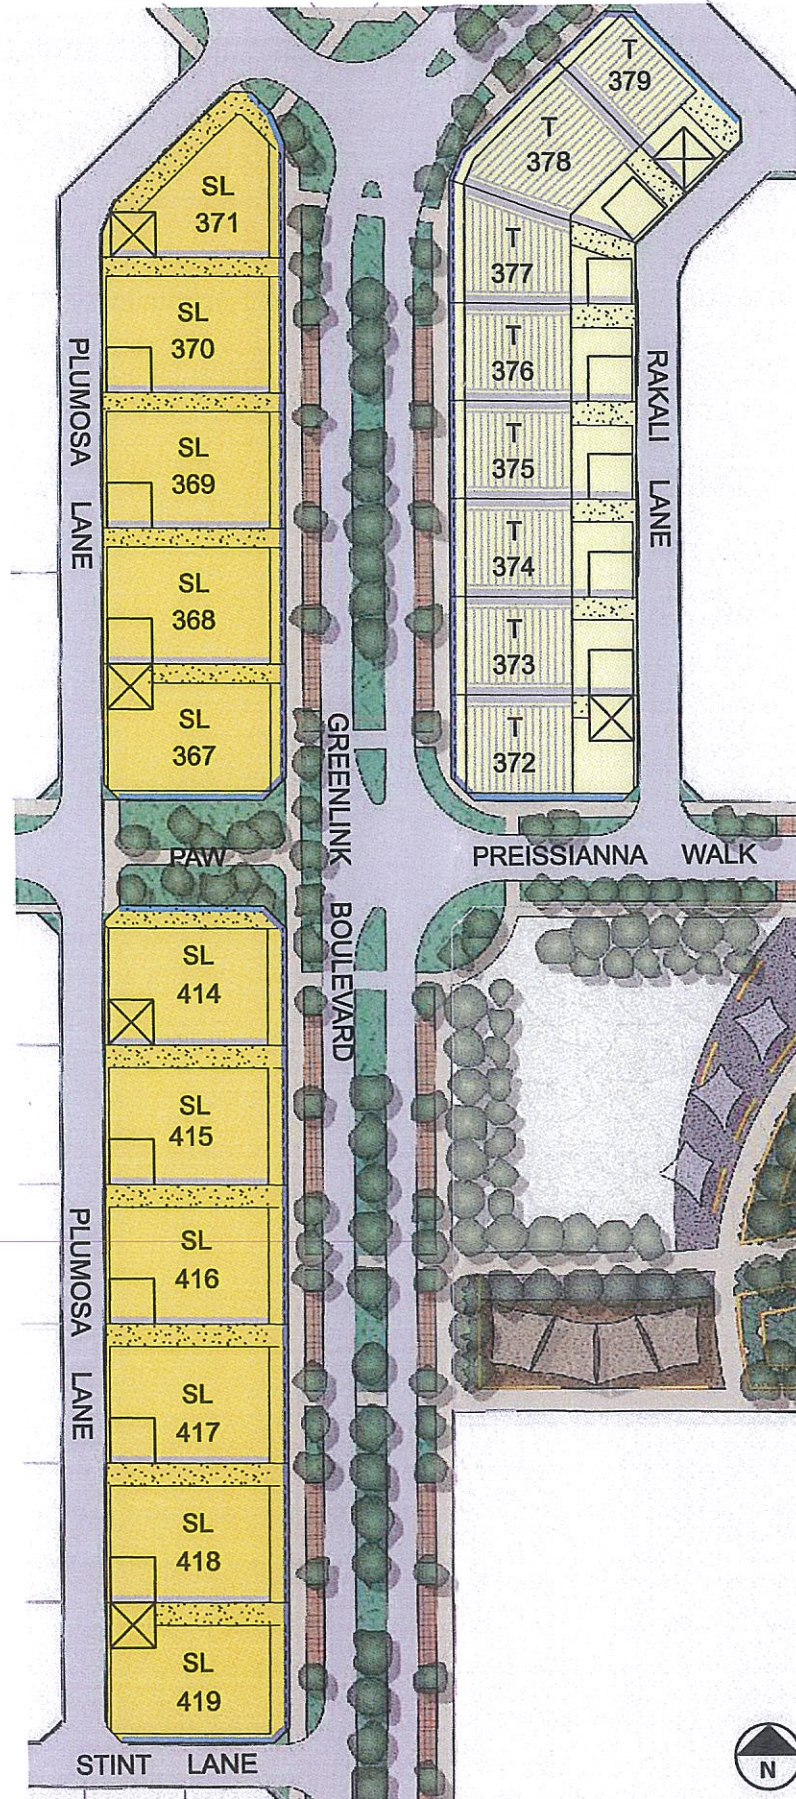 T
379
T
378
SL
371
T
377
SL
370
T
376
PLUMOSA LANE
RAKALI LANE
SL
369
T
375
T
374
SL
368
T
373
SL
367
T
372
GREENLINK BOULEVARD
PAW
PREISSIANNA WALK
SL
414
SL
415
SL
416
PLUMOSA LANE
SL
417
SL
418
SL
419
STINT LANE
N